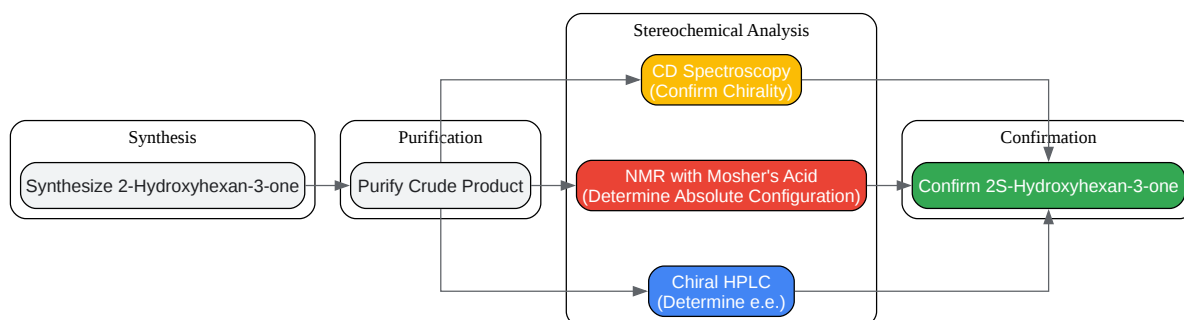 Stereochemical Analysis
CD Spectroscopy
(Confirm Chirality)
Synthesis
Synthesize 2-Hydroxyhexan-3-one
Purification
Purify Crude Product
NMR with Mosher's Acid
(Determine Absolute Configuration)
Confirmation
Confirm 2S-Hydroxyhexan-3-one
Chiral HPLC
(Determine e.e.)